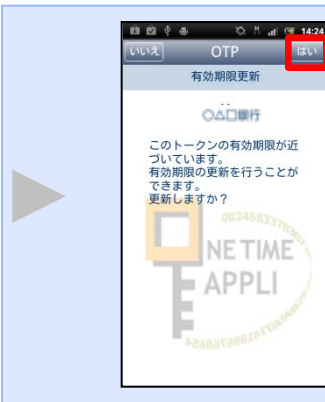 14:24
いいえ
OTP
はい
有効期限更新
○△□銀行
このトークンの有効期限が近
づいています。
有効期限の更新を行うことが
できます。
更新しますか？
NE TIME
APPLI